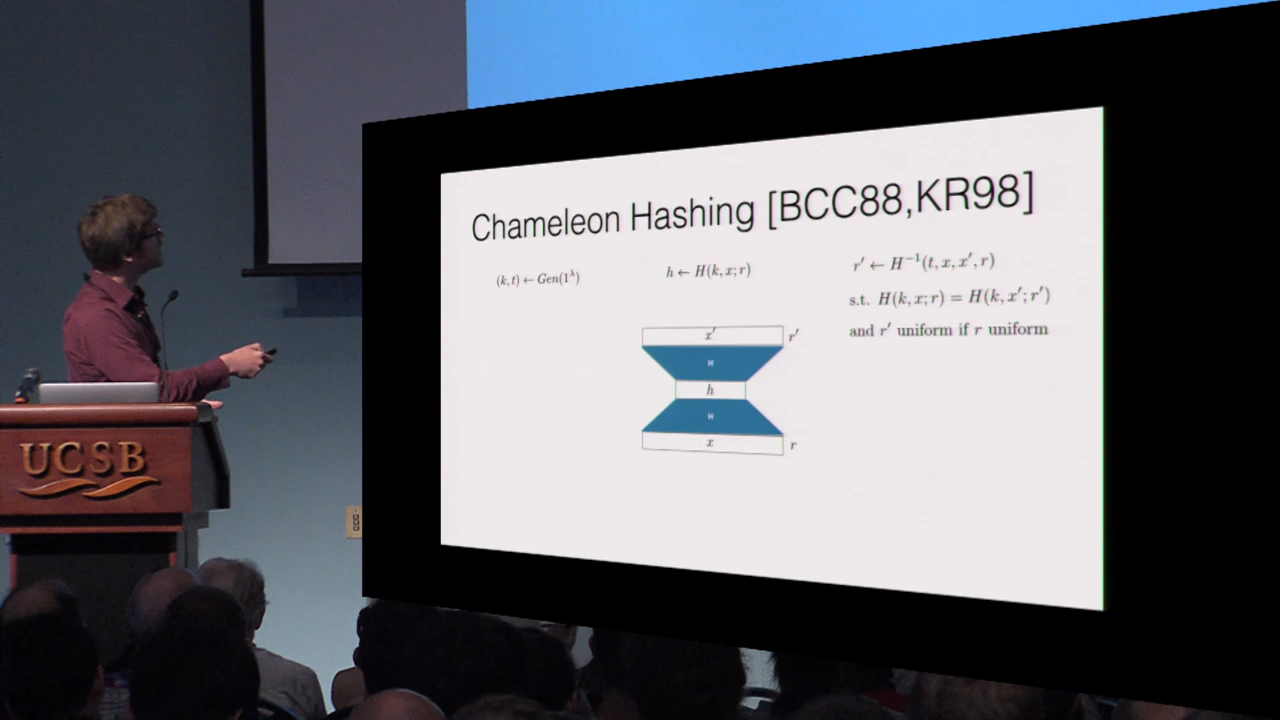 Chameleon Hashing [BCC88,KR98]
(k,t) ← Gen(1^λ)
h ← H(k,x;r)
r′ ← H⁻¹(t,x,x′,r)
s.t. H(k,x;r) = H(k,x′;r′)
and r′ uniform if r uniform
x′ r′
H
h
H
x r
UCSB